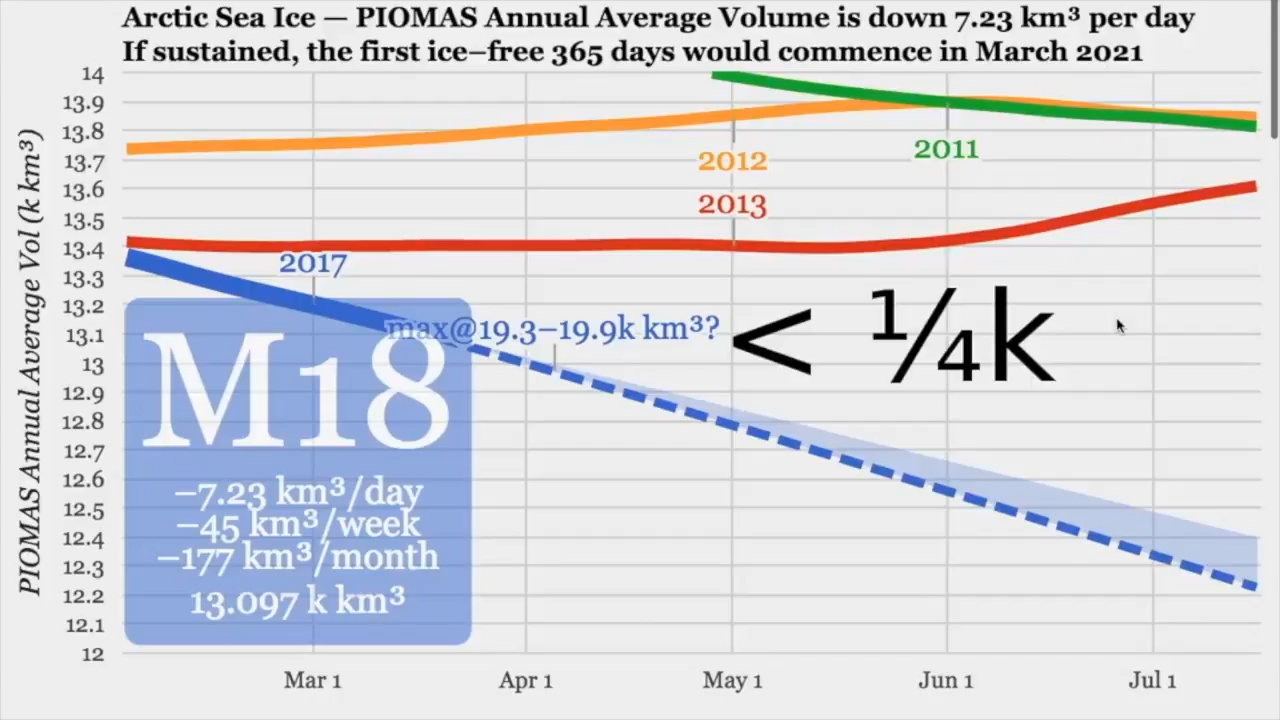 Arctic Sea Ice — PIOMAS Annual Average Volume is down 7.23 km³ per day
If sustained, the first ice–free 365 days would commence in March 2021
PIOMAS Annual Average Vol (k km³)
14
13.9
13.8
13.7
13.6
13.5
13.4
13.3
13.2
13.1
13
12.9
12.8
12.7
12.6
12.5
12.4
12.3
12.2
12.1
12
2012
2011
2013
2017
max@19.3–19.9k km³?
< ¼k
M18
–7.23 km³/day
–45 km³/week
–177 km³/month
13.097 k km³
Mar 1
Apr 1
May 1
Jun 1
Jul 1